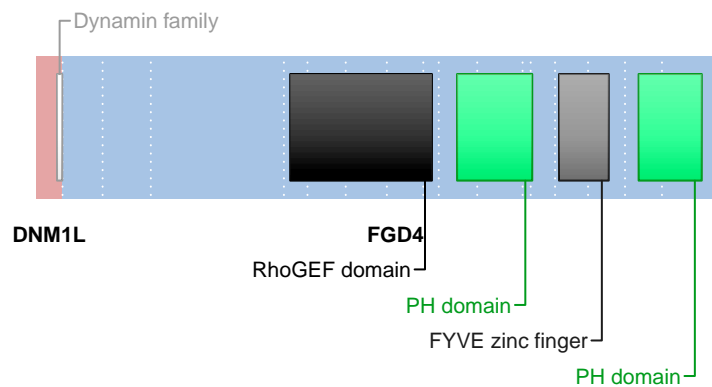 Dynamin family
DNM1L
FGD4
RhoGEF domain
PH domain
FYVE zinc finger
PH domain